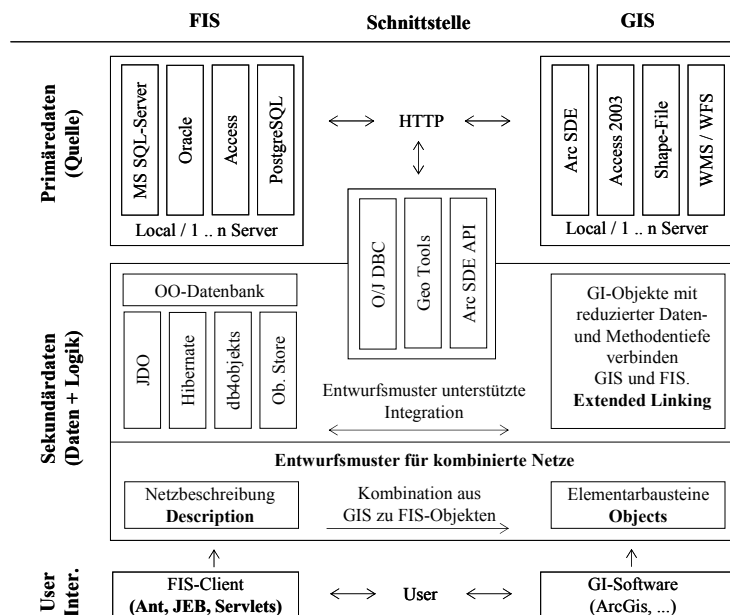 FIS
Schnittstelle
GIS
Primäredaten
(Quelle)
MS SQL-Server
Oracle
Access
PostgreSQL
Local / 1 .. n Server
HTTP
Arc SDE
Access 2003
Shape-File
WMS / WFS
Local / 1 .. n Server
O/J DBC
Geo Tools
Arc SDE API
Sekundärdaten
(Daten + Logik)
OO-Datenbank
JDO
Hibernate
db4objekts
Ob. Store
Entwurfsmuster unterstützte
Integration
GI-Objekte mit
reduzierter Daten-
und Methodentiefe
verbinden
GIS und FIS.
Extended Linking
Entwurfsmuster für kombinierte Netze
Netzbeschreibung
Description
Kombination aus
GIS zu FIS-Objekten
Elementarbausteine
Objects
User
Inter.
FIS-Client
(Ant, JEB, Servlets)
User
GI-Software
(ArcGis, ...)